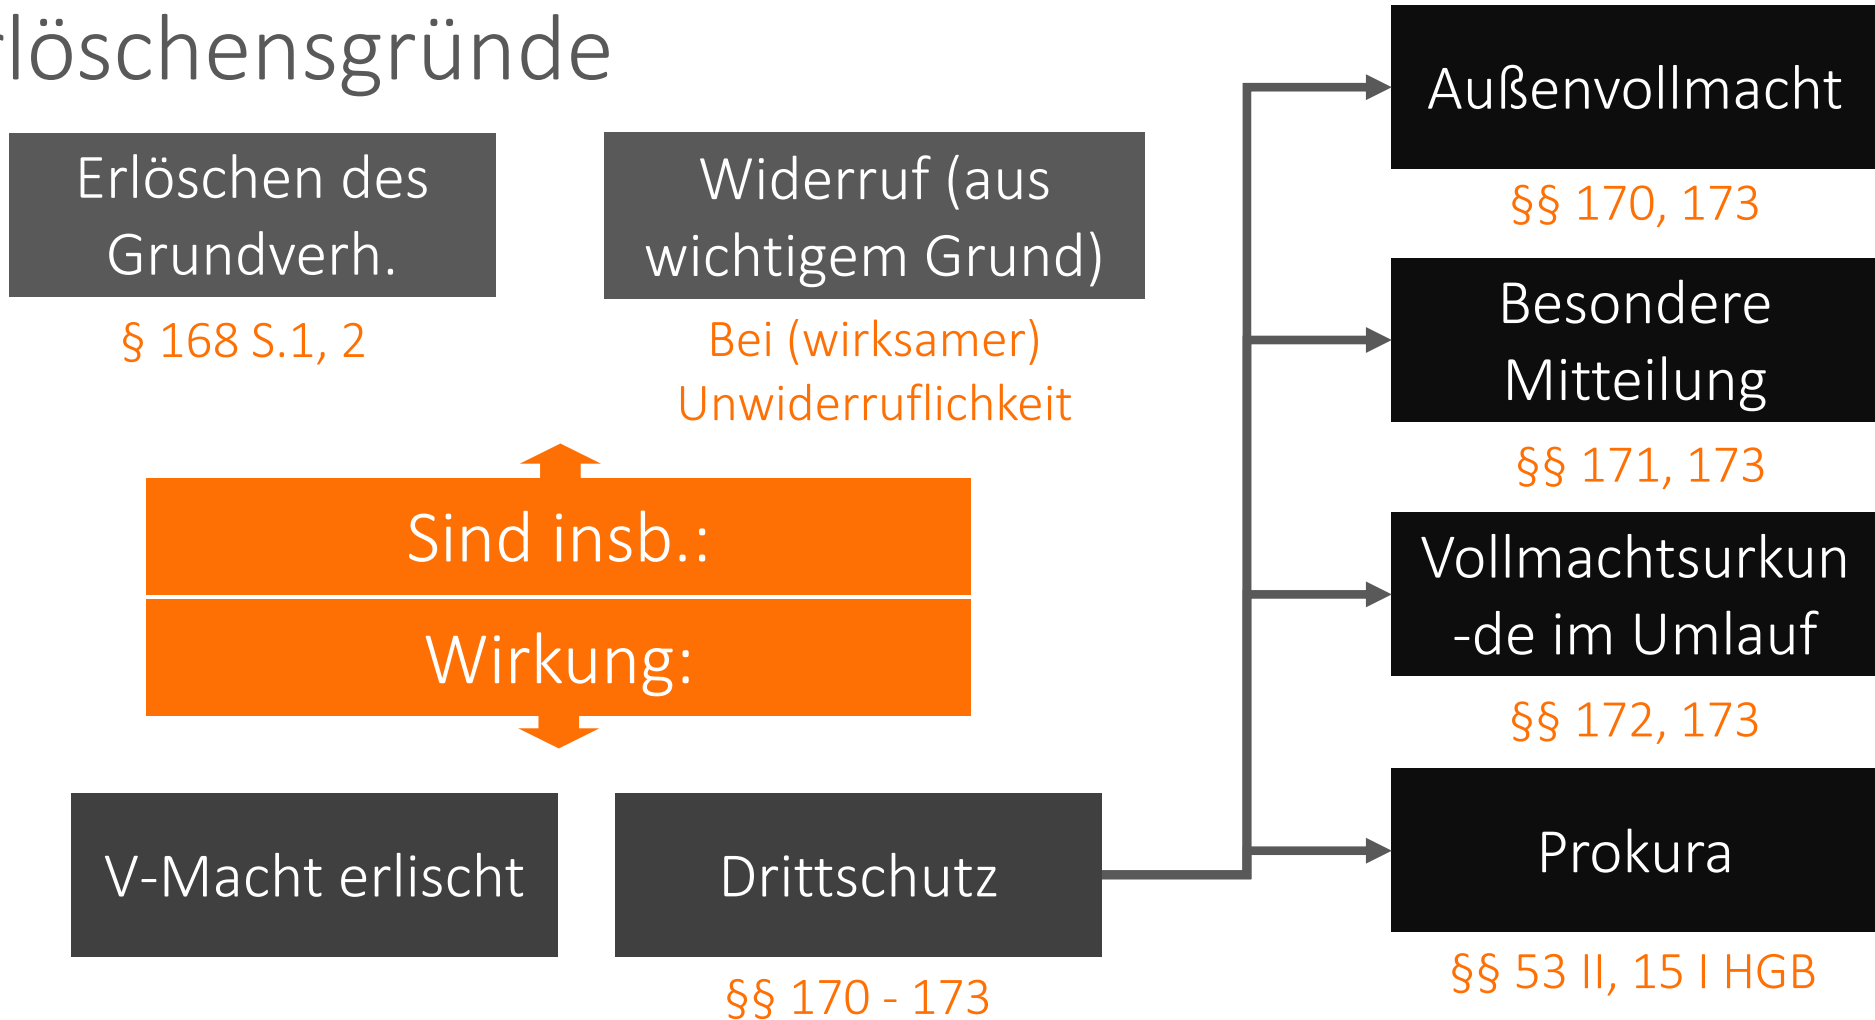 rlöschensgründe
Erlöschen des
Grundverh.
§ 168 S.1, 2
Widerruf (aus
wichtigem Grund)
Bei (wirksamer)
Unwiderruflichkeit
Sind insb.:
Wirkung:
V-Macht erlischt
Drittschutz
§§ 170 - 173
Außenvollmacht
§§ 170, 173
Besondere
Mitteilung
§§ 171, 173
Vollmachtsurkun
-de im Umlauf
§§ 172, 173
Prokura
§§ 53 II, 15 I HGB